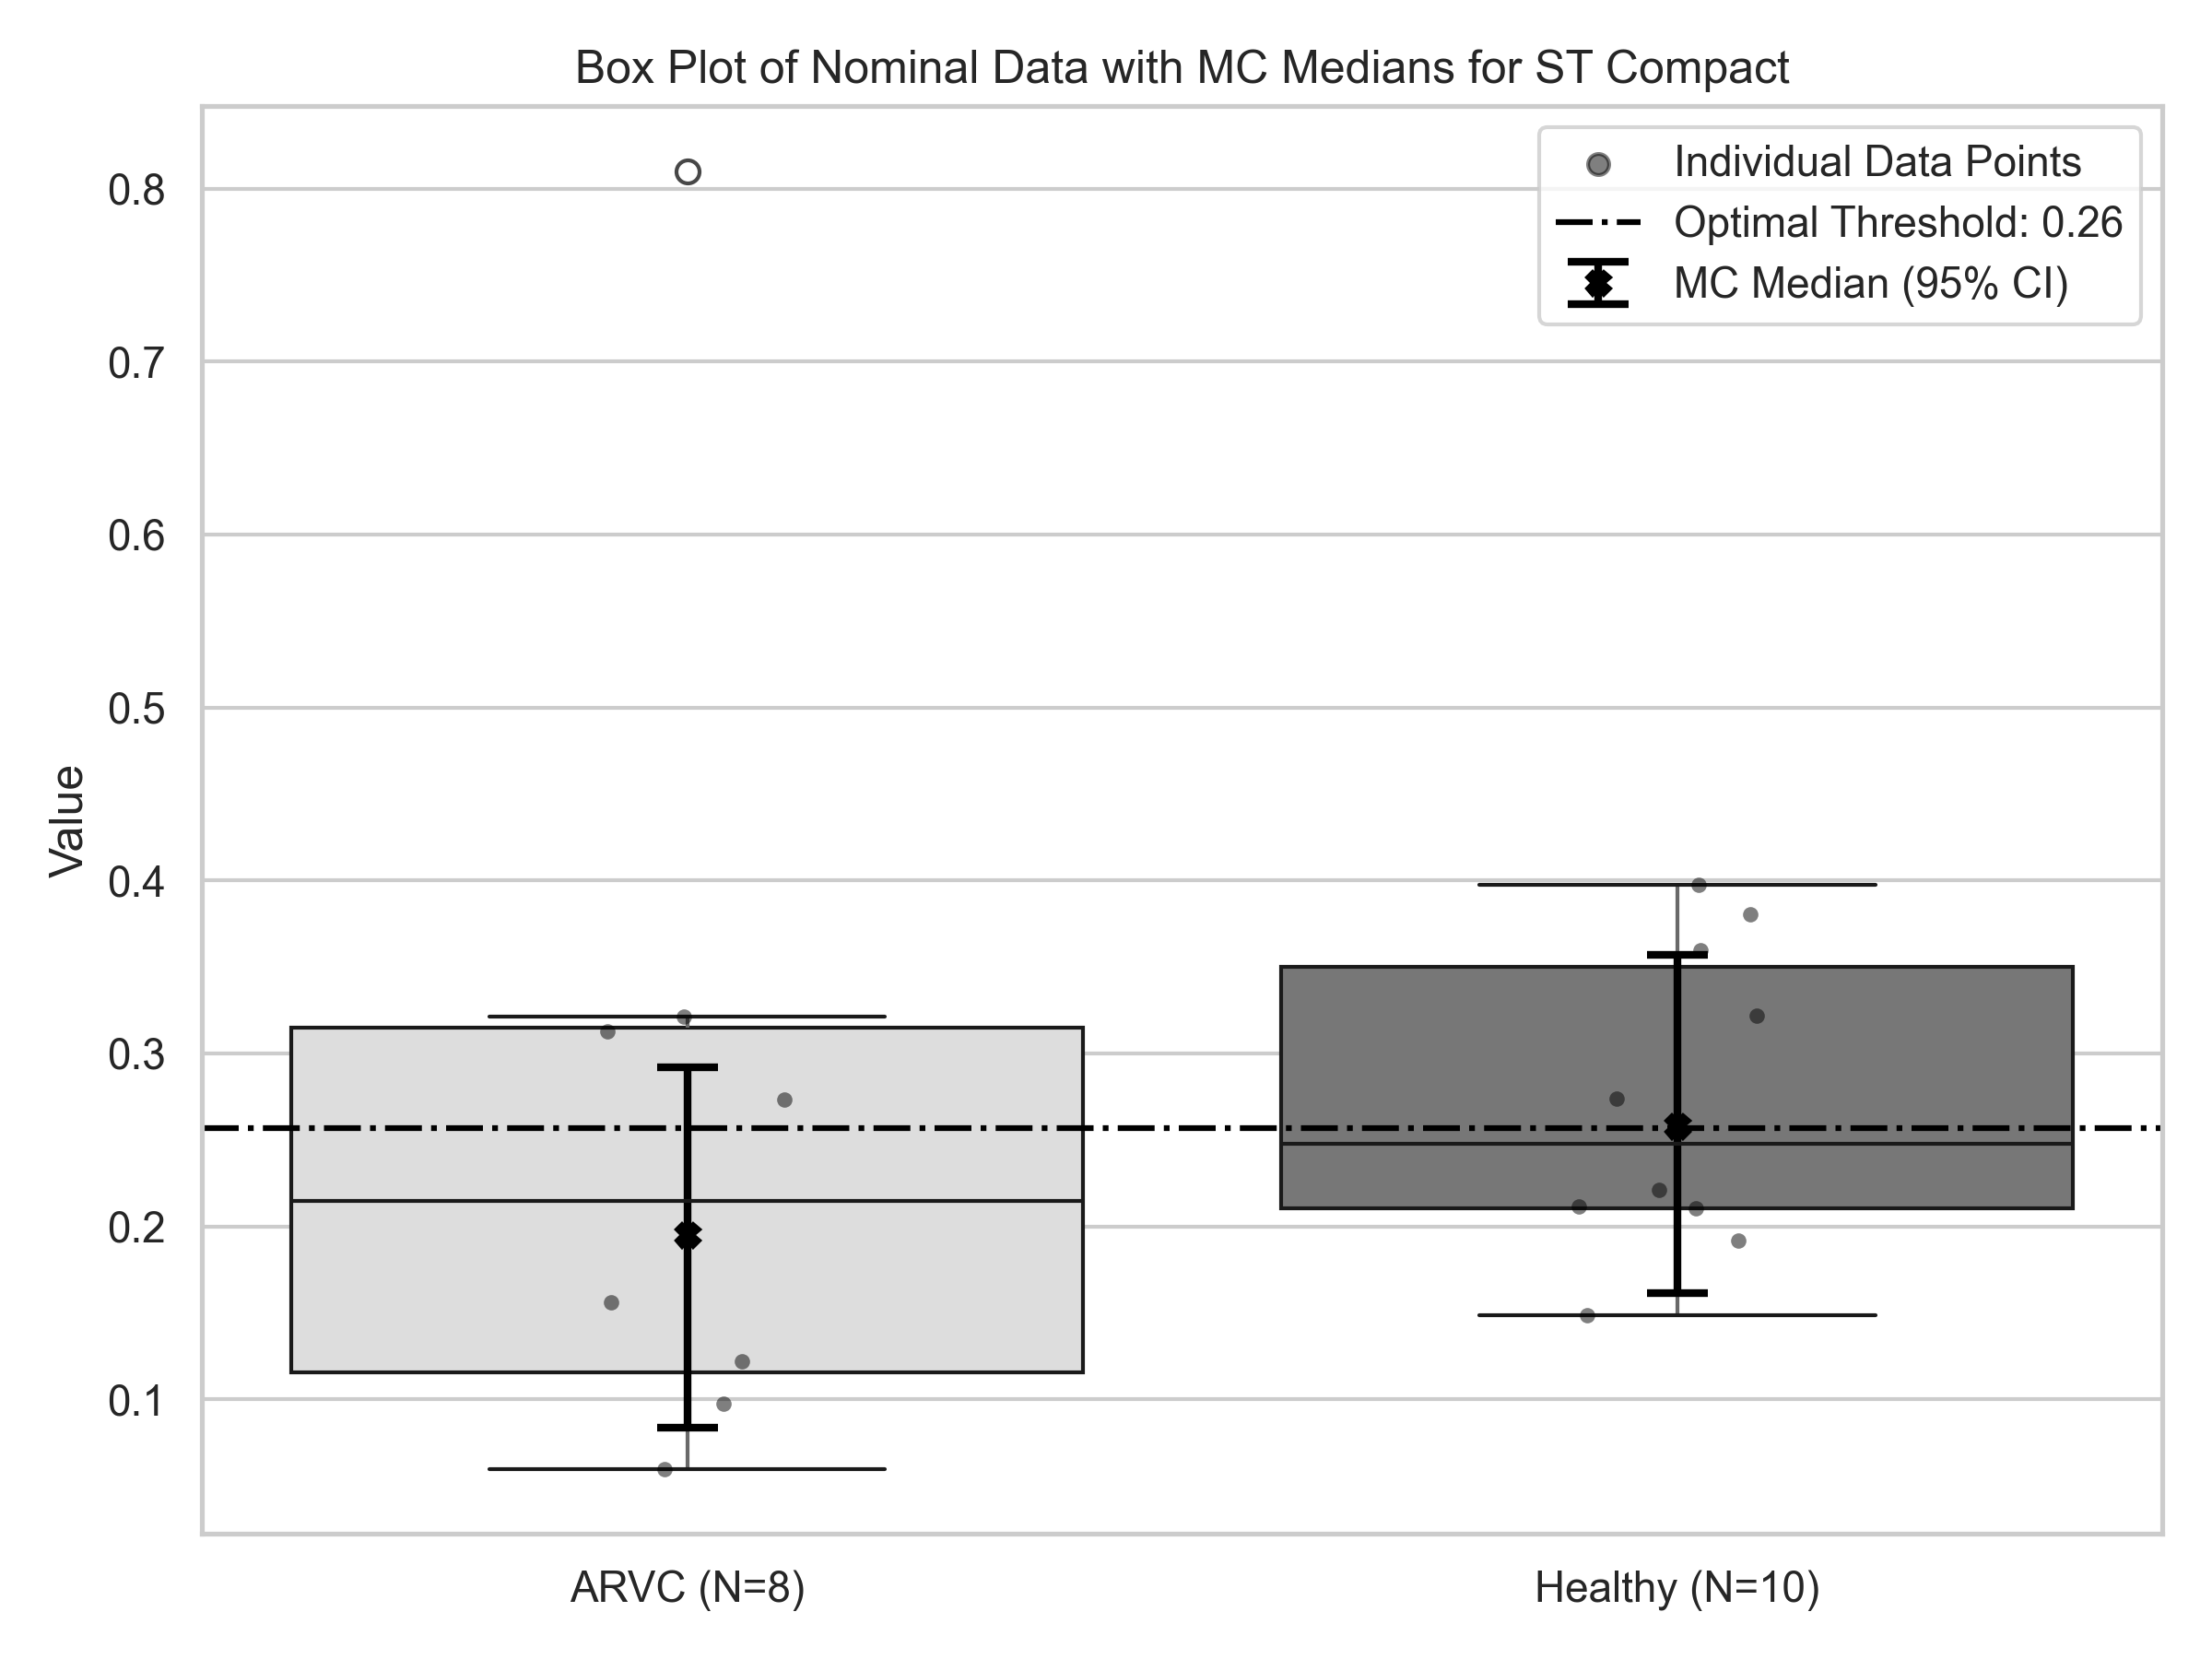 Box Plot of Nominal Data with MC Medians for ST Compact
Individual Data Points
Optimal Threshold: 0.26
MC Median (95% CI)
Value
0.8
0.7
0.6
0.5
0.4
0.3
0.2
0.1
ARVC (N=8)
Healthy (N=10)